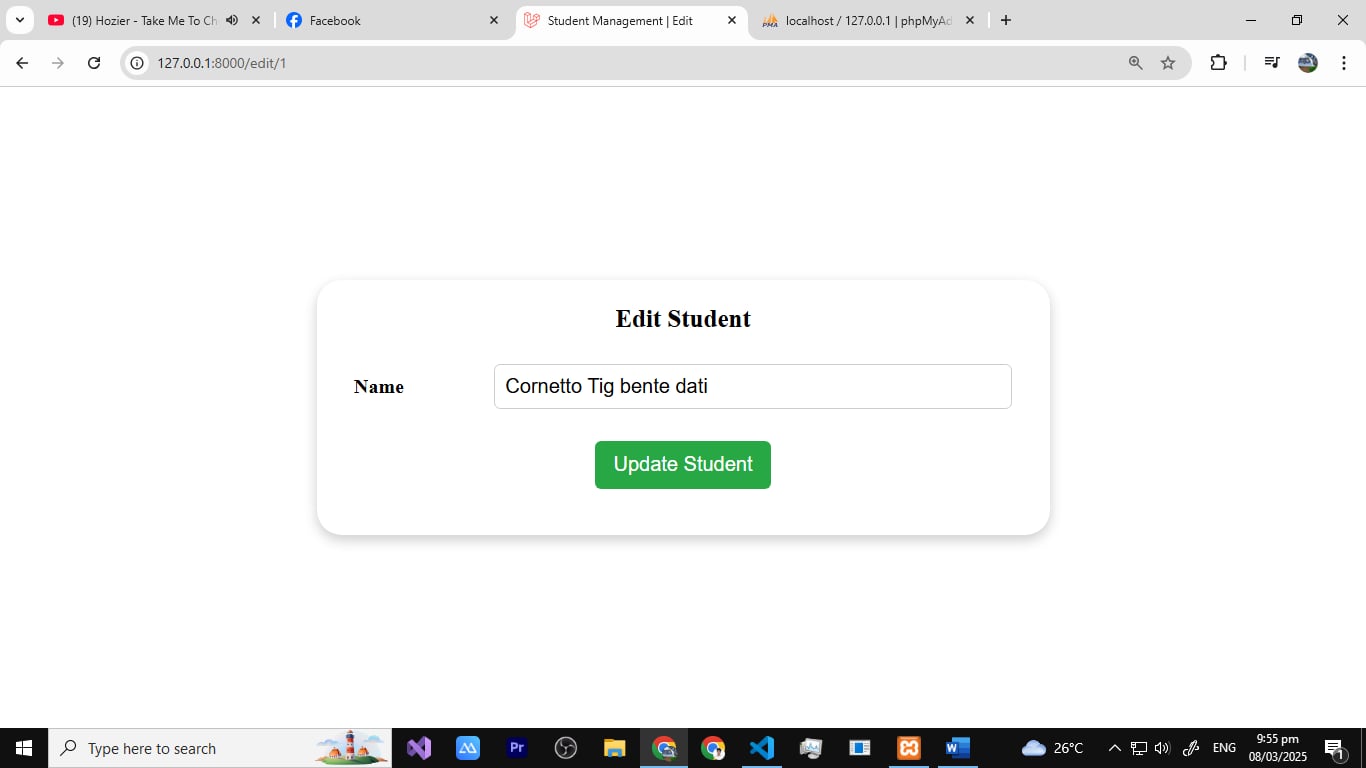 (19) Hozier - Take Me To Ch
Facebook
Student Management | Edit
PMA
localhost / 127.0.0.1 | phpMyAd
127.0.0.1:8000/edit/1
Edit Student
Name
Cornetto Tig bente dati
Update Student
Type here to search
Pr
W
26°C
ENG
9:55 pm
08/03/2025
1